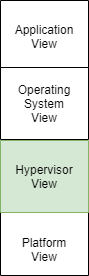 Application
View
Operating
System
View
Hypervisor
View
Platform
View